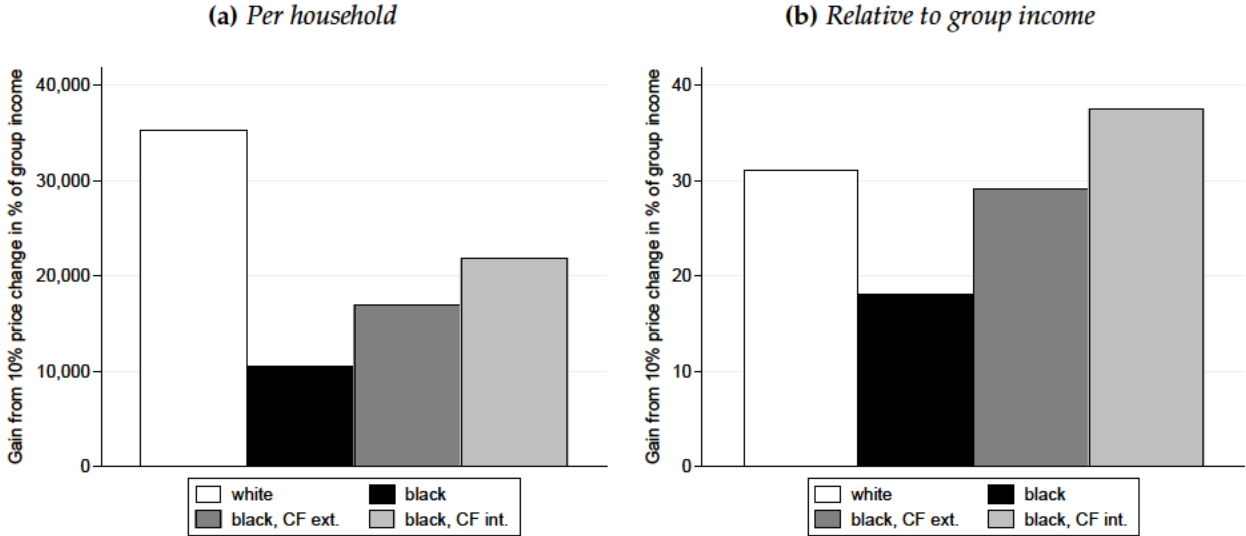 (a) Per household
Gain from 10% price change in % of group income
40,000
30,000
20,000
10,000
0
white
black
black, CF ext.
black, CF int.
(b) Relative to group income
Gain from 10% price change in % of group income
40
30
20
10
0
white
black
black, CF ext.
black, CF int.